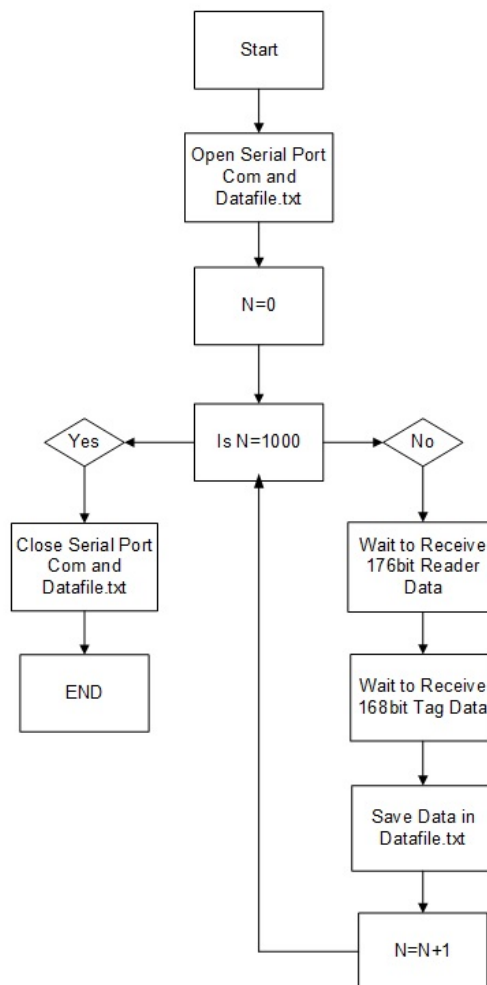 Start
Open Serial Port
Com and
Datafile.txt
N=0
Is N=1000
Yes
No
Close Serial Port
Com and
Datafile.txt
END
Wait to Receive
176bit Reader
Data
Wait to Receive
168bit Tag Data
Save Data in
Datafile.txt
N=N+1